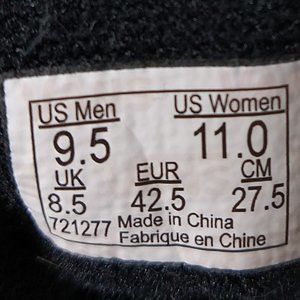 US Men US Women
9.5 11.0
UK EUR CM
8.5 42.5 27.5
721277 Made in China
Fabrique en Chine